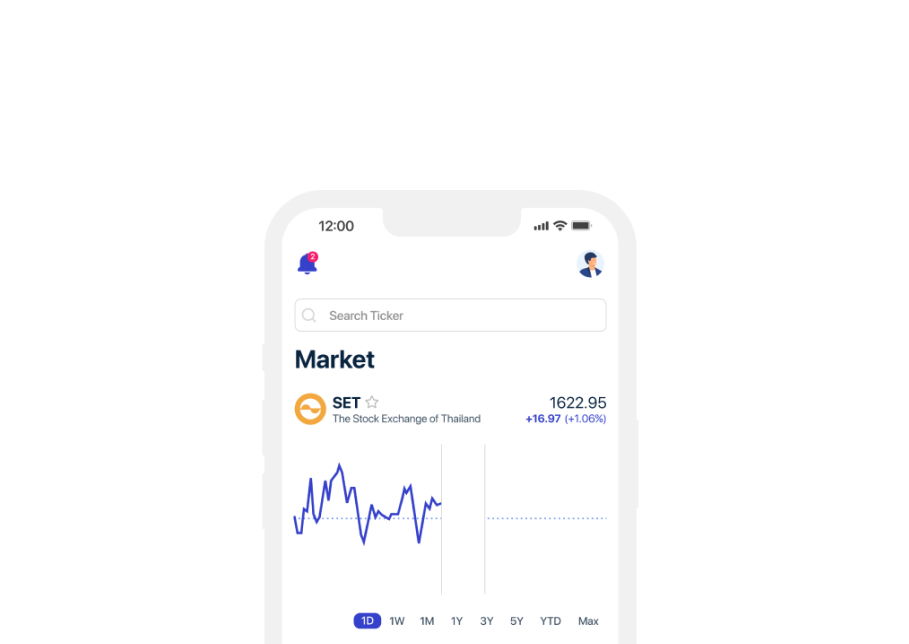 12:00
2
Search Ticker
Market
SET 1622.95
The Stock Exchange of Thailand +16.97 (+1.06%)
1D 1W 1M 1Y 3Y 5Y YTD Max